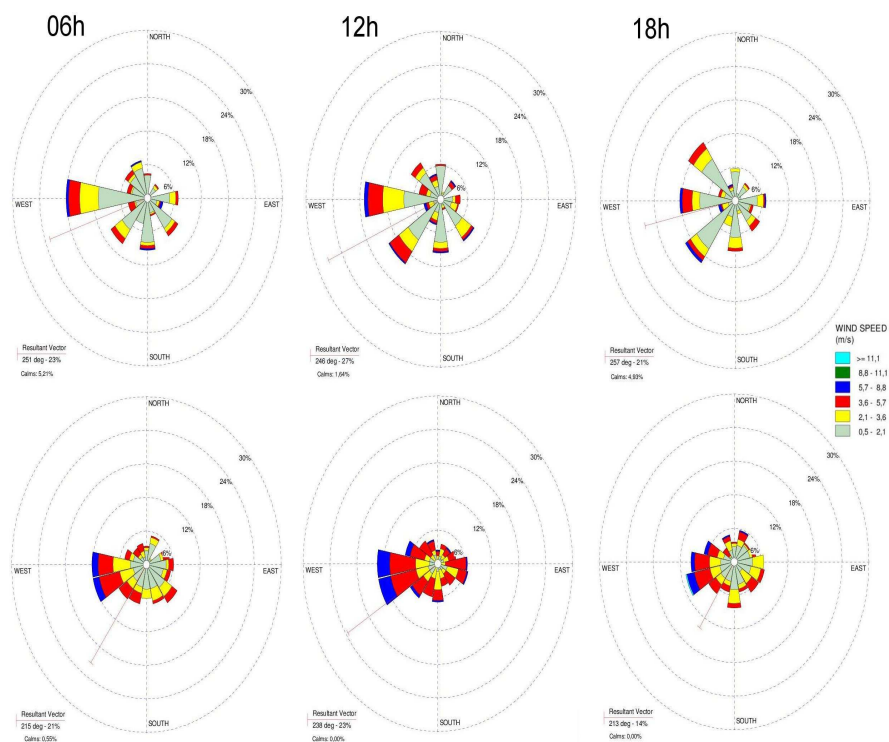 06h
12h
18h
NORTH
30%
24%
18%
12%
6%
WEST
EAST
SOUTH
Resultant Vector
251 deg - 23%
Calms: 5,21%
NORTH
30%
24%
18%
12%
6%
WEST
EAST
SOUTH
Resultant Vector
246 deg - 27%
Calms: 1,64%
NORTH
30%
24%
18%
12%
6%
WEST
EAST
SOUTH
Resultant Vector
257 deg - 21%
Calms: 4,93%
WIND SPEED
(m/s)
>= 11,1
8,8 - 11,1
5,7 - 8,8
3,6 - 5,7
2,1 - 3,6
0,5 - 2,1
NORTH
30%
24%
18%
12%
6%
WEST
EAST
SOUTH
Resultant Vector
215 deg - 21%
Calms: 0,55%
NORTH
30%
24%
18%
12%
6%
WEST
EAST
SOUTH
Resultant Vector
238 deg - 23%
Calms: 0,00%
NORTH
30%
24%
18%
12%
6%
WEST
EAST
SOUTH
Resultant Vector
213 deg - 14%
Calms: 0,00%